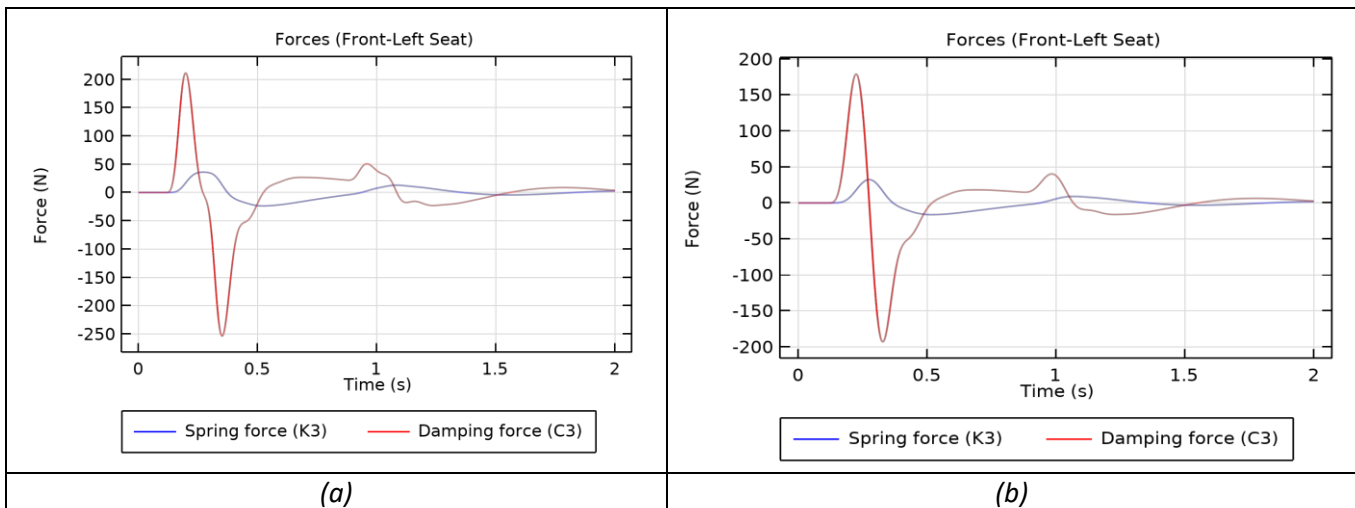 Forces (Front-Left Seat)
Force (N)
200
150
100
50
0
-50
-100
-150
-200
-250
0 0.5 1 1.5 2
Time (s)
Spring force (K3) Damping force (C3)
(a)
Forces (Front-Left Seat)
Force (N)
200
150
100
50
0
-50
-100
-150
-200
0 0.5 1 1.5 2
Time (s)
Spring force (K3) Damping force (C3)
(b)